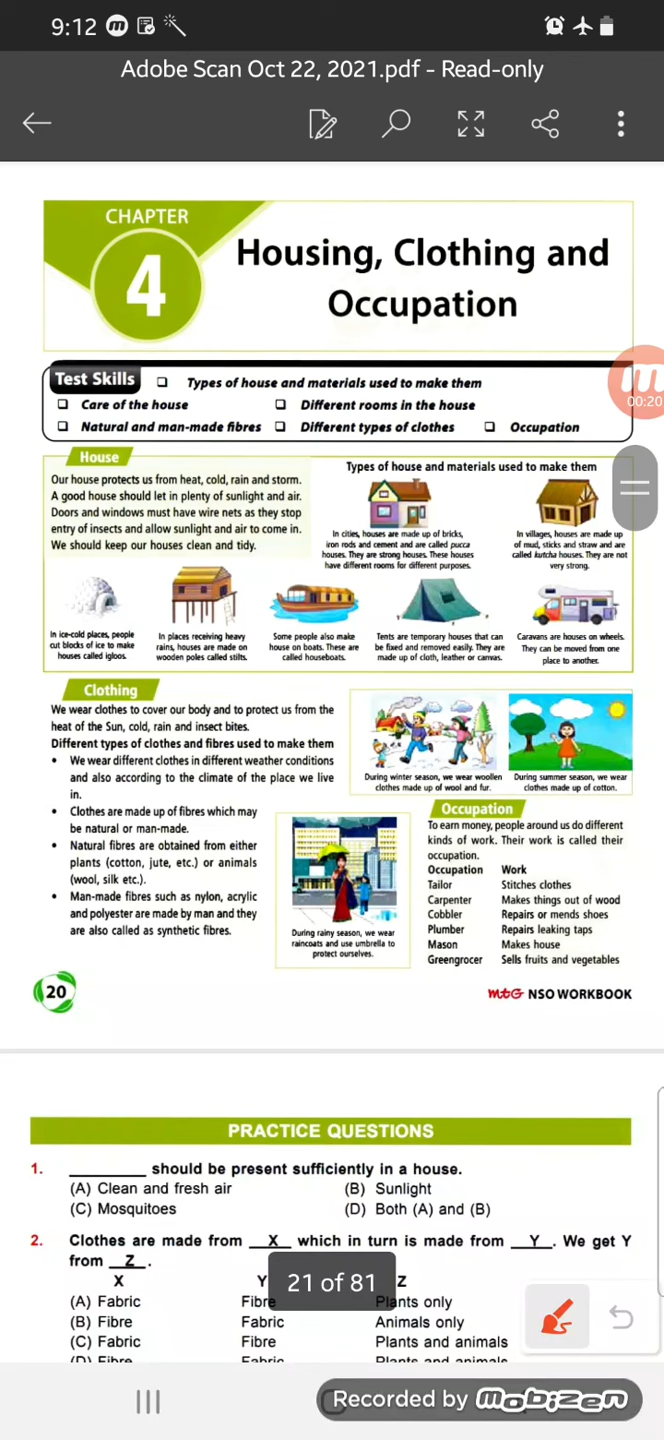 9:12
Adobe Scan Oct 22, 2021.pdf - Read-only
CHAPTER
4
Housing, Clothing and
Occupation
00:20
Test Skills
Types of house and materials used to make them
Care of the house
Different rooms in the house
Natural and man-made fibres
Different types of clothes
Occupation
House
Our house protects us from heat, cold, rain and storm.
A good house should let in plenty of sunlight and air.
Doors and windows must have wire nets as they stop
entry of insects and allow sunlight and air to come in.
We should keep our houses clean and tidy.
Types of house and materials used to make them
In cities, houses are made up of bricks,
iron rods and cement and are called pucca
houses. They are strong houses. These houses
have different rooms for different purposes.
In villages, houses are made up
of mud, sticks and straw and are
called kutcha houses. They are not
very strong.
In ice-cold places, people
cut blocks of ice to make
houses called igloos.
In places receiving heavy
rains, houses are made on
wooden poles called stilts.
Some people also make
house on boats. These are
called houseboats.
Tents are temporary houses that can
be fixed and removed easily. They are
made up of cloth, leather or canvas.
Caravans are houses on wheels.
They can be moved from one
place to another.
Clothing
We wear clothes to cover our body and to protect us from the
heat of the Sun, cold, rain and insect bites.
Different types of clothes and fibres used to make them
• We wear different clothes in different weather conditions
and also according to the climate of the place we live
in.
• Clothes are made up of fibres which may
be natural or man-made.
• Natural fibres are obtained from either
plants (cotton, jute, etc.) or animals
(wool, silk etc.).
• Man-made fibres such as nylon, acrylic
and polyester are made by man and they
are also called as synthetic fibres.
During winter season, we wear woollen
clothes made up of wool and fur.
During summer season, we wear
clothes made up of cotton.
During rainy season, we wear
raincoats and use umbrella to
protect ourselves.
Occupation
To earn money, people around us do different
kinds of work. Their work is called their
occupation.
Occupation Work
Tailor Stitches clothes
Carpenter Makes things out of wood
Cobbler Repairs or mends shoes
Plumber Repairs leaking taps
Mason Makes house
Greengrocer Sells fruits and vegetables
20
mtG NSO WORKBOOK
PRACTICE QUESTIONS
1. ________ should be present sufficiently in a house.
(A) Clean and fresh air (B) Sunlight
(C) Mosquitoes (D) Both (A) and (B)
2. Clothes are made from __X__ which in turn is made from __Y__. We get Y
from __Z__.
X Y Z
21 of 81
(A) Fabric Fibre Plants only
(B) Fibre Fabric Animals only
(C) Fabric Fibre Plants and animals
(D) Fibre Fabric Plants and animals
Recorded by mobizen